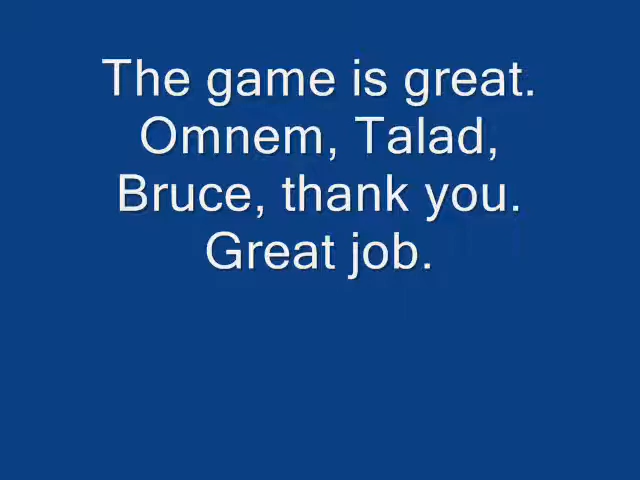 The game is great.
Omnem, Talad,
Bruce, thank you.
Great job.